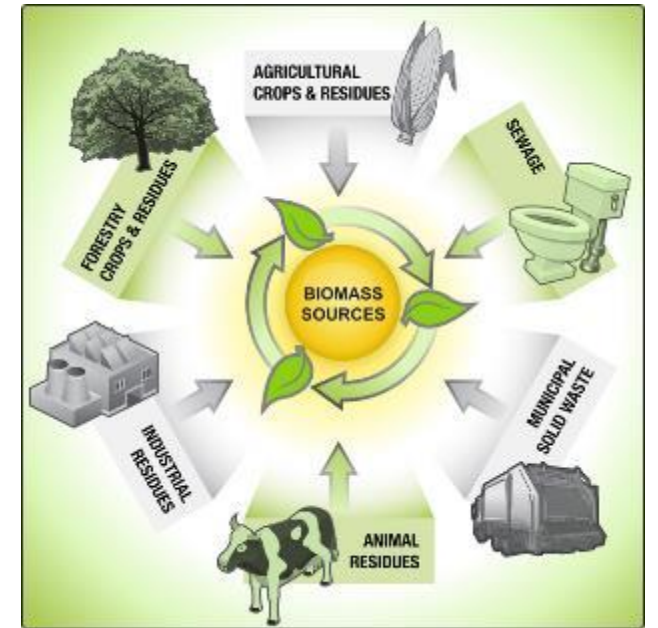 AGRICULTURAL
CROPS & RESIDUES
SEWAGE
FORESTRY
CROPS & RESIDUES
BIOMASS
SOURCES
MUNICIPAL
SOLID WASTE
INDUSTRIAL
RESIDUES
ANIMAL
RESIDUES